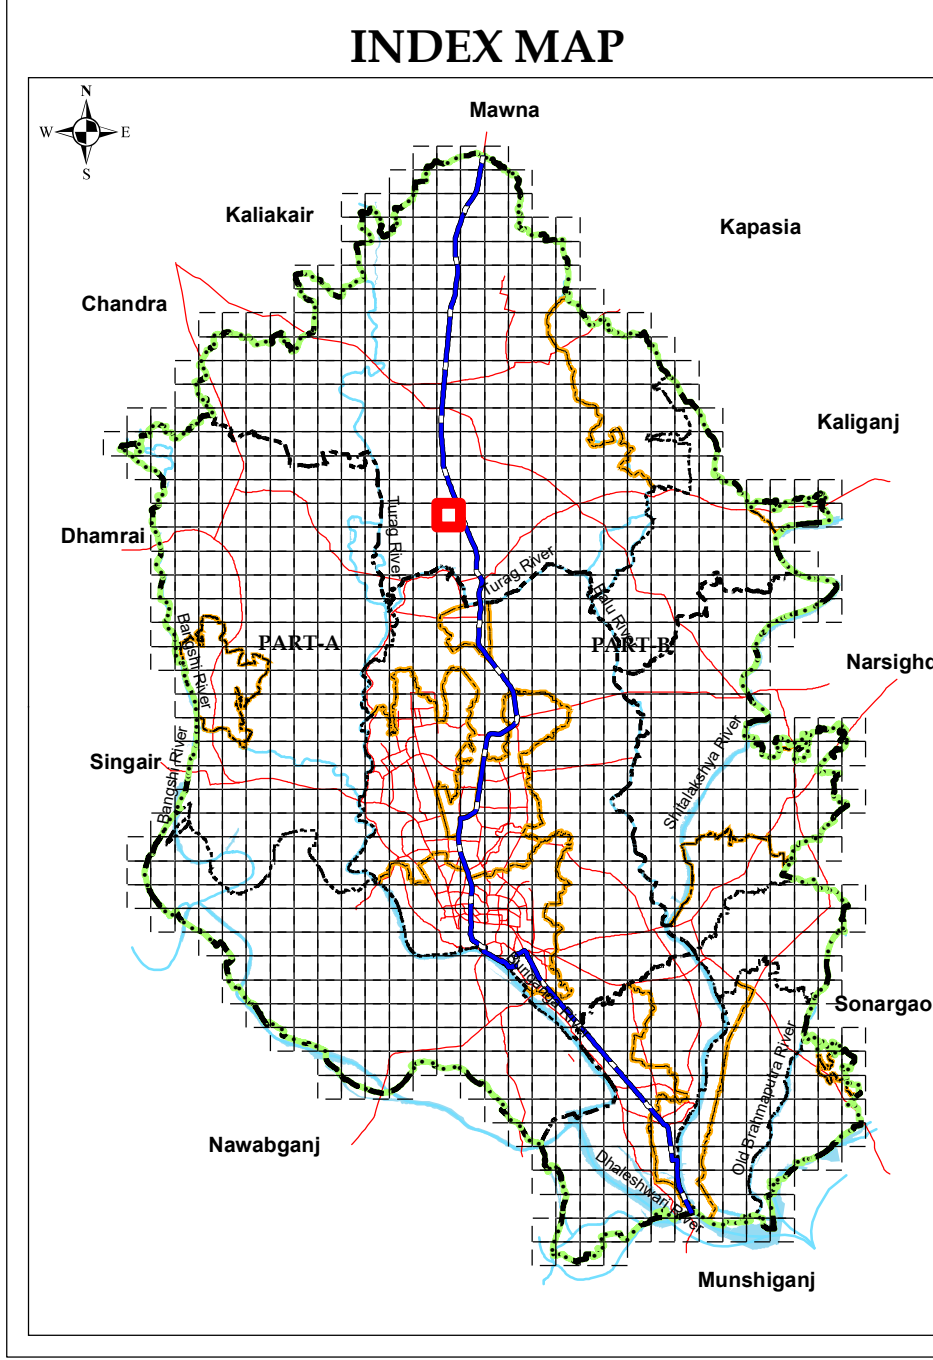 INDEX MAP
N
W E
S
Mawna
Kaliakair
Kapasia
Chandra
Kaliganj
Dhamrai
Turag River
Turag River
Balu River
Bangshi River
PART-A
PART-B
Narsighd
Singair
Bangshi River
Shitalakshya River
Buriganga River
Sonargao
Old Brahmaputra River
Nawabganj
Dhaleshwari River
Munshiganj